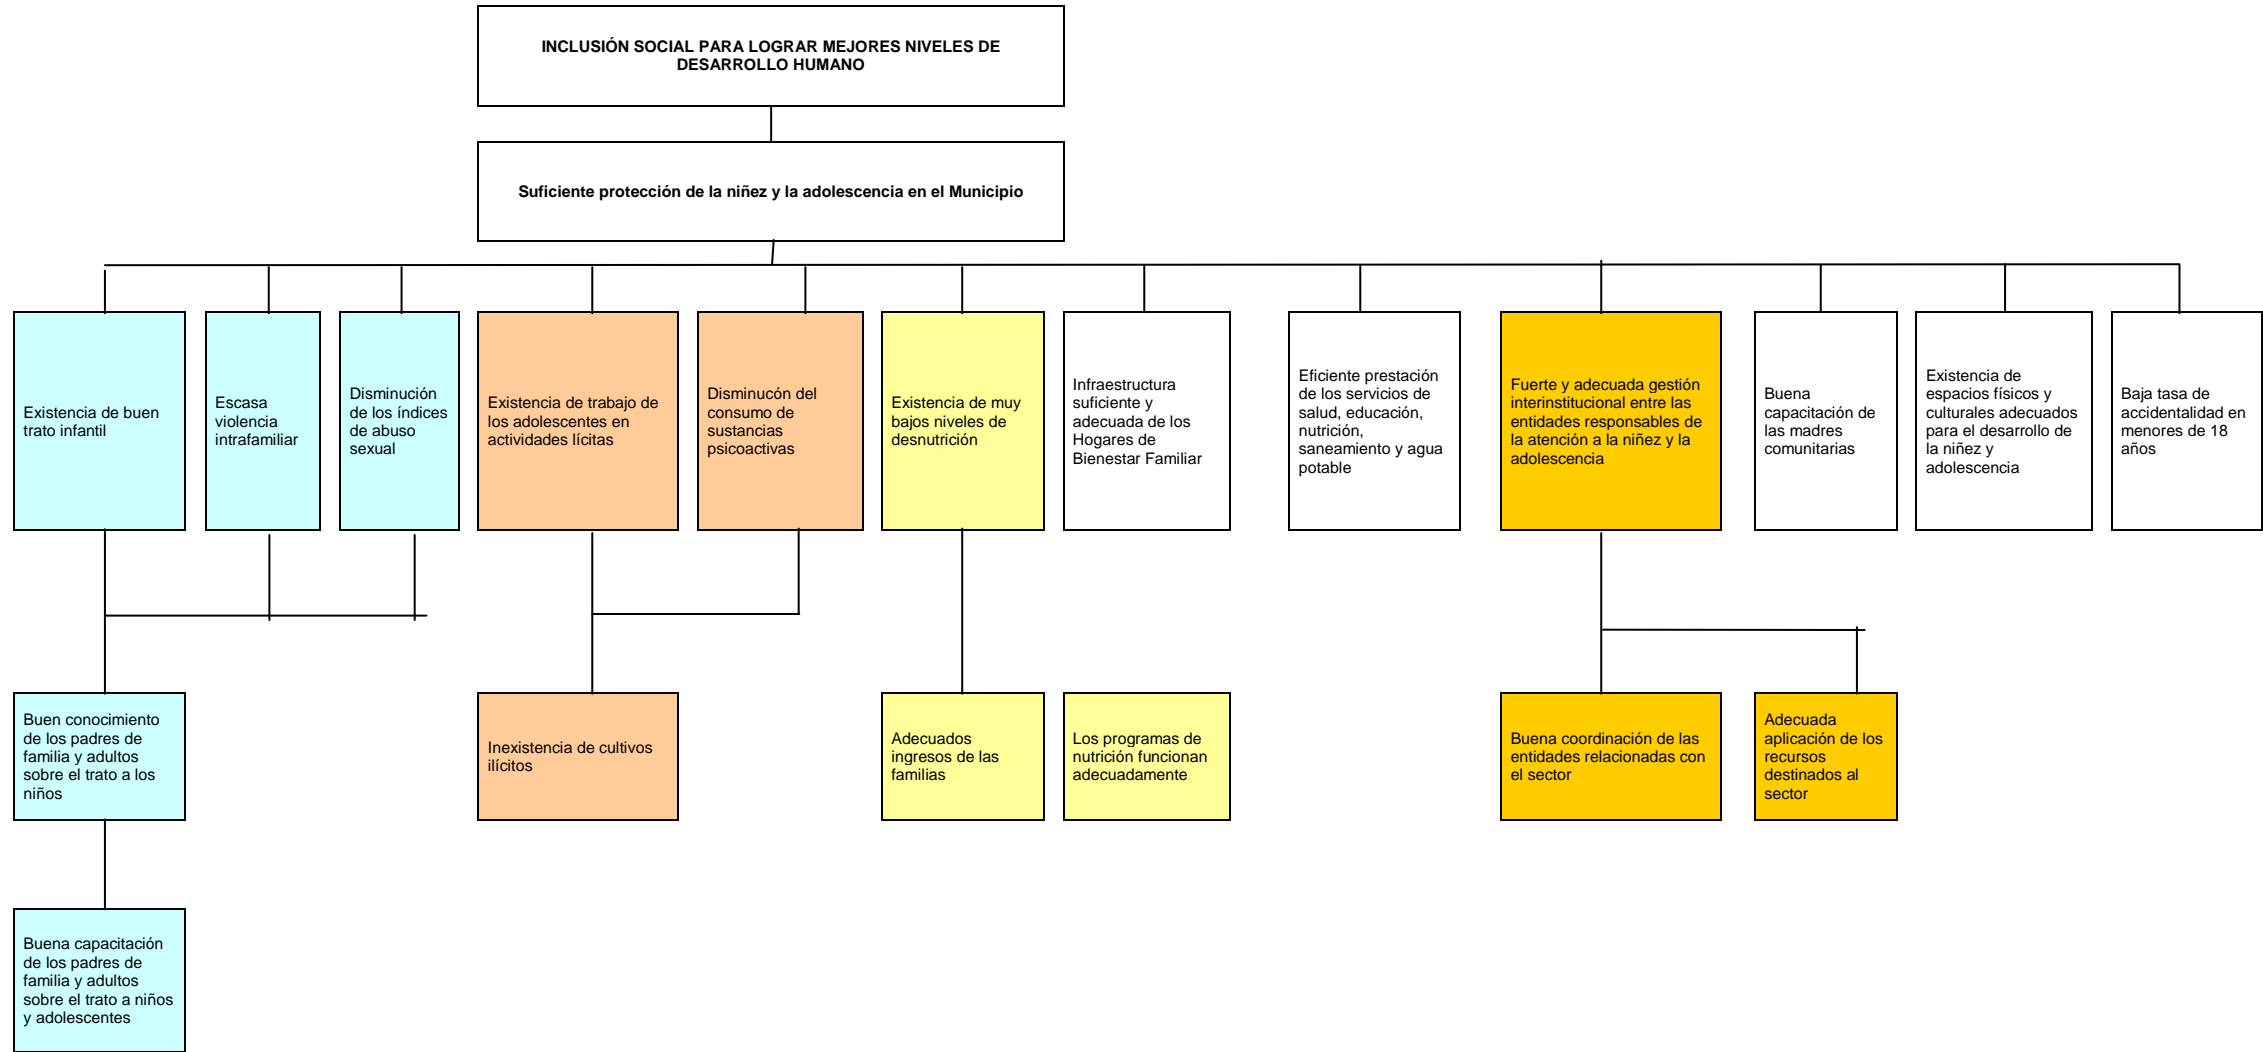 INCLUSIÓN SOCIAL PARA LOGRAR MEJORES NIVELES DE
DESARROLLO HUMANO
Suficiente protección de la niñez y la adolescencia en el Municipio
Existencia de buen
trato infantil
Escasa
violencia
intrafamiliar
Disminución
de los índices
de abuso
sexual
Existencia de trabajo de
los adolescentes en
actividades lícitas
Disminucón del
consumo de
sustancias
psicoactivas
Existencia de muy
bajos niveles de
desnutrición
Infraestructura
suficiente y
adecuada de los
Hogares de
Bienestar Familiar
Eficiente prestación
de los servicios de
salud, educación,
nutrición,
saneamiento y agua
potable
Fuerte y adecuada gestión
interinstitucional entre las
entidades responsables de
la atención a la niñez y la
adolescencia
Buena
capacitación de
las madres
comunitarias
Existencia de
espacios físicos y
culturales adecuados
para el desarrollo de
la niñez y
adolescencia
Baja tasa de
accidentalidad en
menores de 18
años
Buen conocimiento
de los padres de
familia y adultos
sobre el trato a los
niños
Inexistencia de cultivos
ilícitos
Adecuados
ingresos de las
familias
Los programas de
nutrición funcionan
adecuadamente
Buena coordinación de las
entidades relacionadas con
el sector
Adecuada
aplicación de los
recursos
destinados al
sector
Buena capacitación
de los padres de
familia y adultos
sobre el trato a niños
y adolescentes